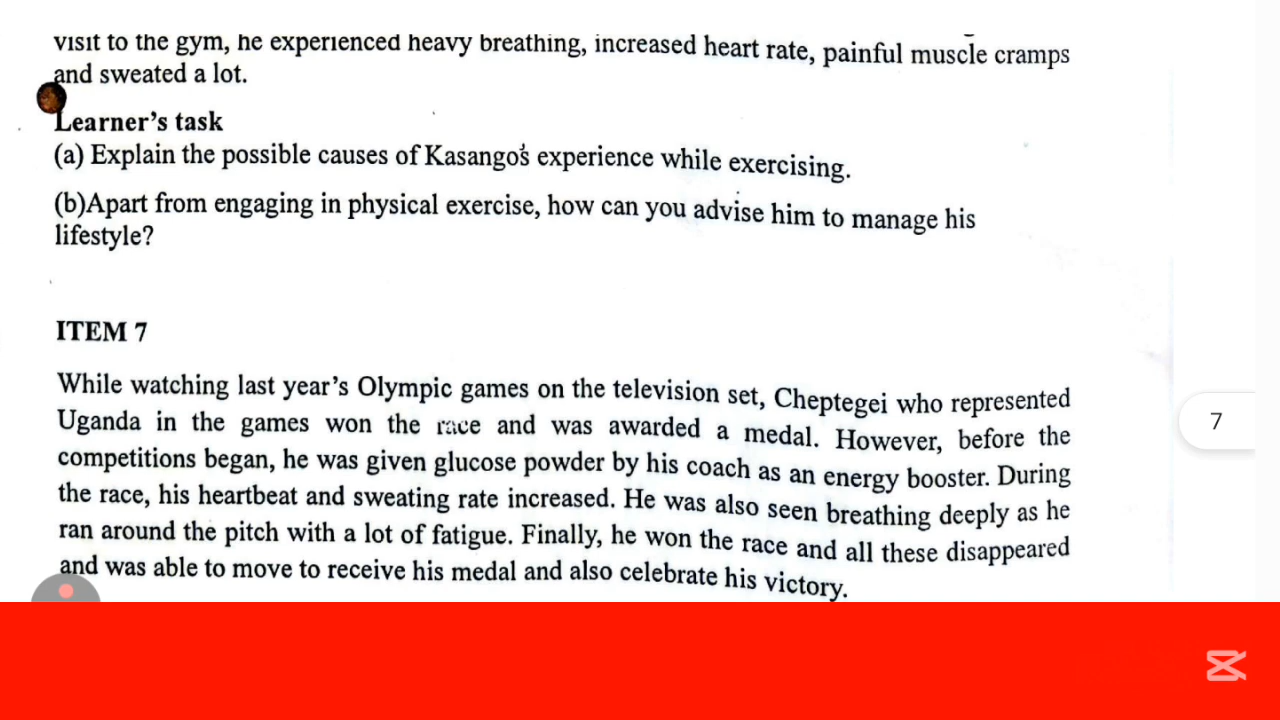 visit to the gym, he experienced heavy breathing, increased heart rate, painful muscle cramps
and sweated a lot.
Learner's task
(a) Explain the possible causes of Kasango's experience while exercising.
(b)Apart from engaging in physical exercise, how can you advise him to manage his
lifestyle?
ITEM 7
While watching last year's Olympic games on the television set, Cheptegei who represented
Uganda in the games won the race and was awarded a medal. However, before the
competitions began, he was given glucose powder by his coach as an energy booster. During
the race, his heartbeat and sweating rate increased. He was also seen breathing deeply as he
ran around the pitch with a lot of fatigue. Finally, he won the race and all these disappeared
and was able to move to receive his medal and also celebrate his victory.
7